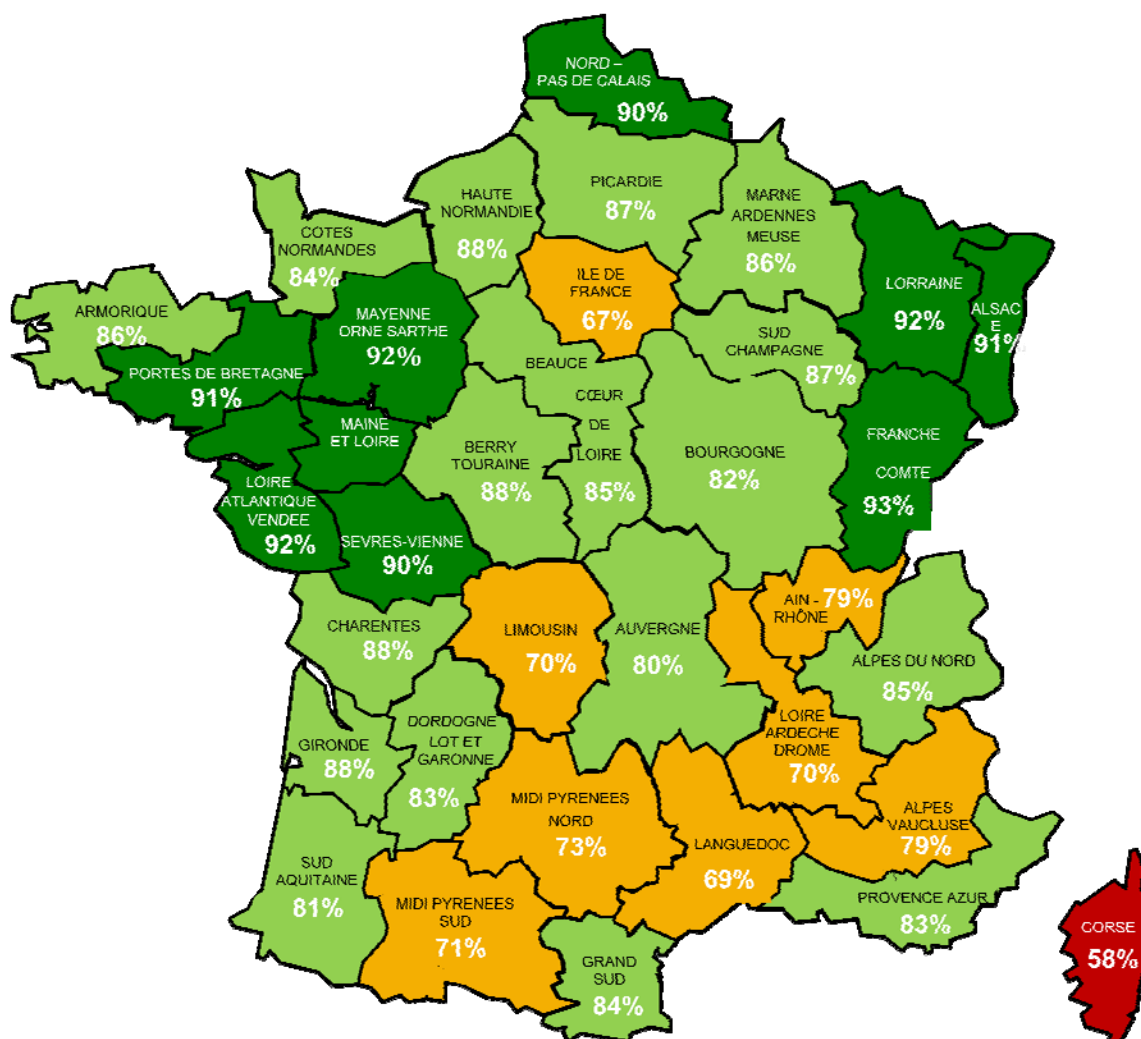 NORD –
PAS DE CALAIS
90%
PICARDIE
87%
HAUTE
NORMANDIE
88%
MARNE
ARDENNES
MEUSE
86%
COTES
NORMANDES
84%
ILE DE
FRANCE
67%
LORRAINE
92%
ALSAC
E
91%
ARMORIQUE
86%
MAYENNE
ORNE SARTHE
92%
SUD
CHAMPAGNE
87%
PORTES DE BRETAGNE
91%
BEAUCE
CŒUR
DE
LOIRE
85%
MAINE
ET LOIRE
BERRY
TOURAINE
88%
BOURGOGNE
82%
FRANCHE
COMTE
93%
LOIRE
ATLANTIQUE
VENDEE
92%
SEVRES-VIENNE
90%
CHARENTES
88%
LIMOUSIN
70%
AUVERGNE
80%
AIN -
RHÔNE
79%
ALPES DU NORD
85%
GIRONDE
88%
DORDOGNE
LOT ET
GARONNE
83%
LOIRE
ARDECHE
DROME
70%
MIDI PYRENEES
NORD
73%
LANGUEDOC
69%
ALPES
VAUCLUSE
79%
SUD
AQUITAINE
81%
MIDI PYRENEES
SUD
71%
PROVENCE AZUR
83%
GRAND
SUD
84%
CORSE
58%